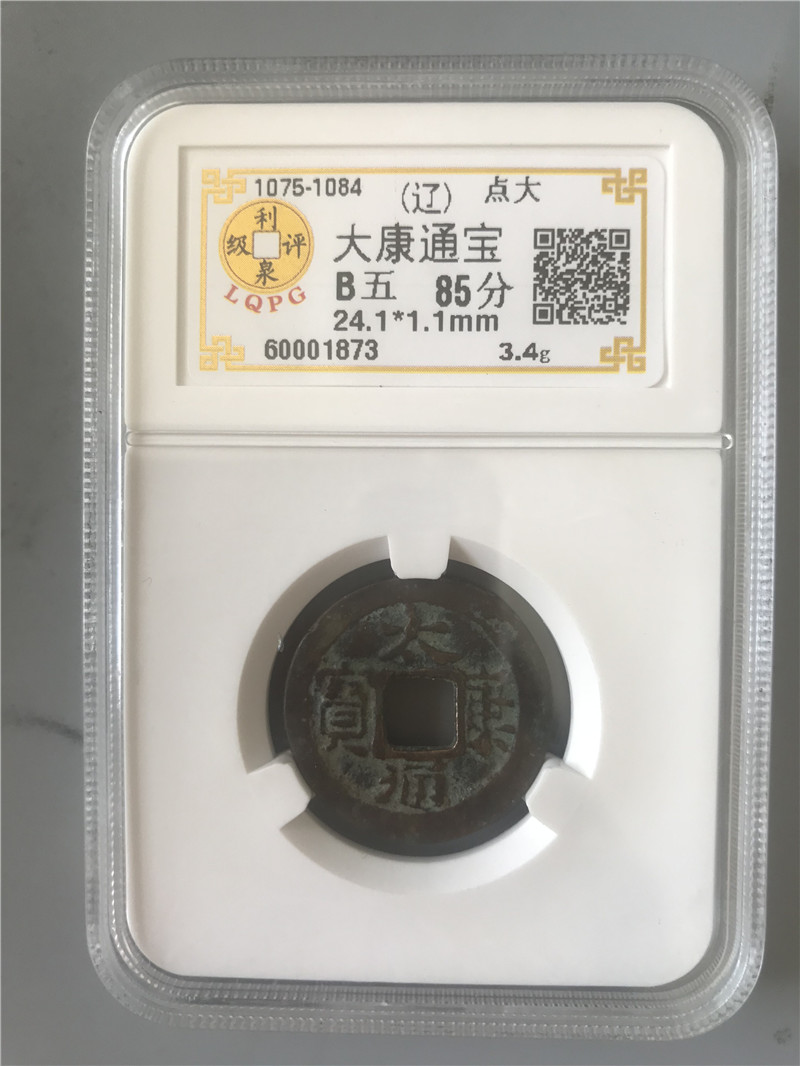 1075-1084 (辽) 点大
利泉评级
LQPG
大康通宝
B五 85分
24.1*1.1mm
60001873 3.4g
大康通寶